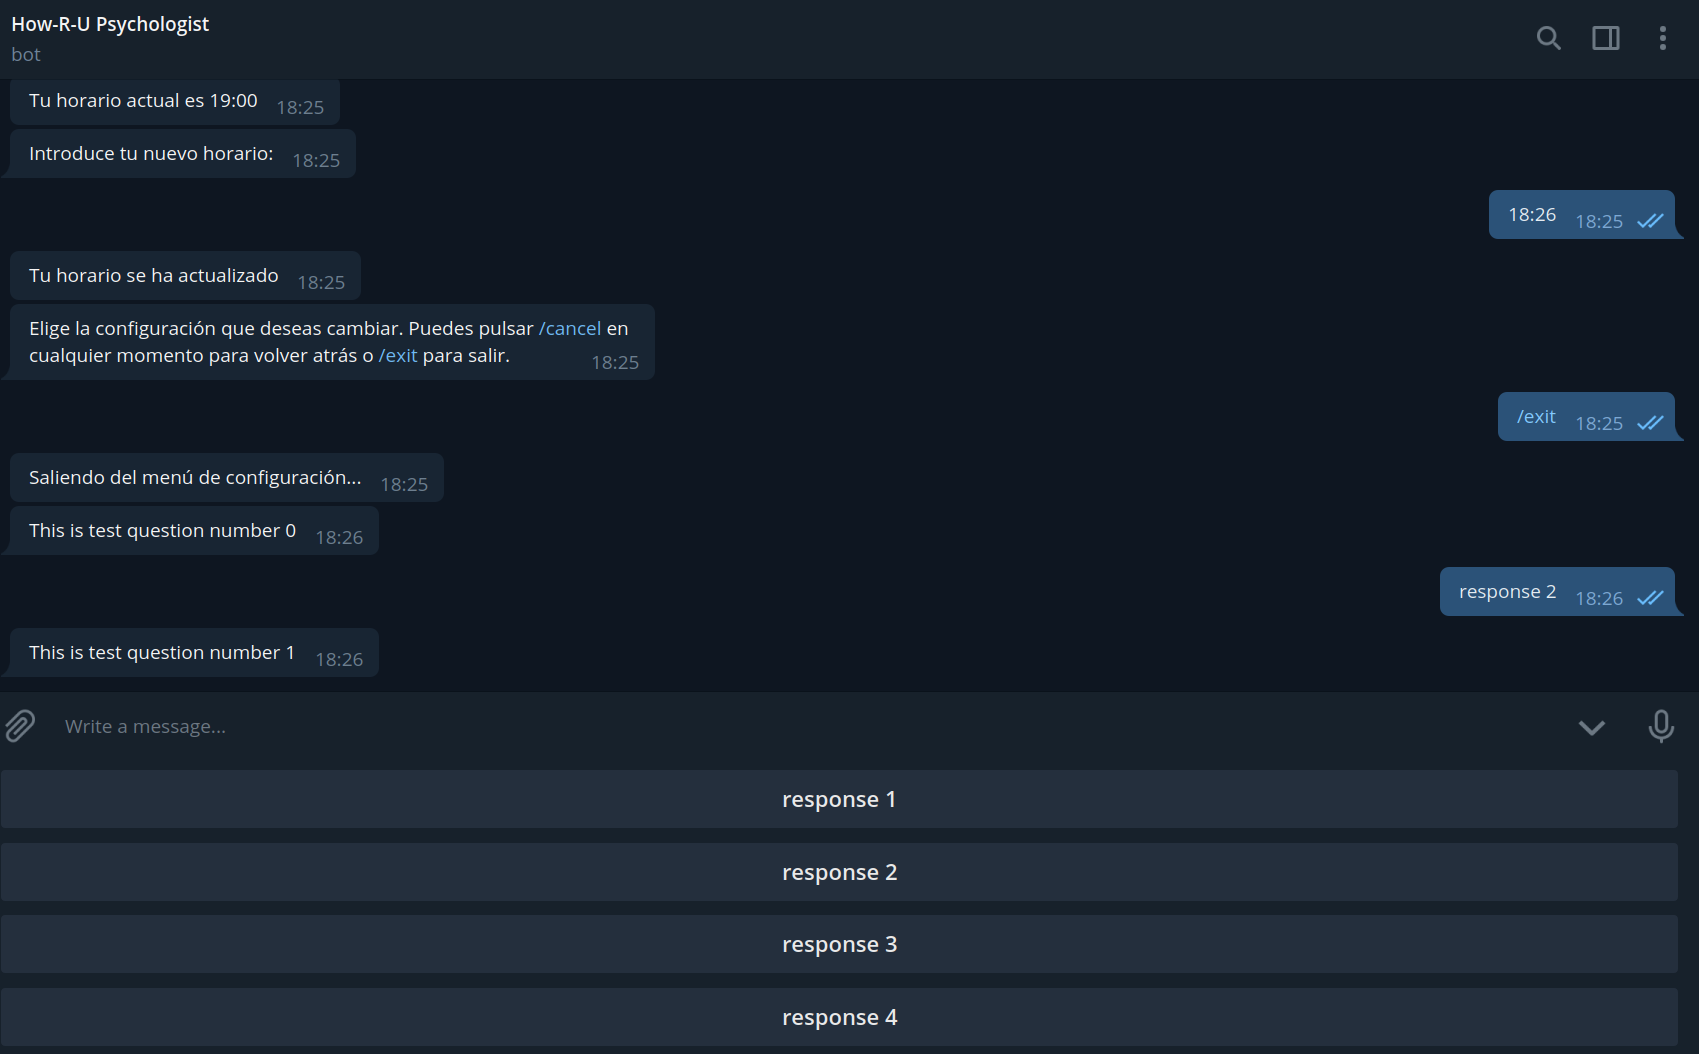 How-R-U Psychologist
bot
Tu horario actual es 19:00 18:25
Introduce tu nuevo horario: 18:25
18:26 18:25
Tu horario se ha actualizado 18:25
Elige la configuración que deseas cambiar. Puedes pulsar /cancel en
cualquier momento para volver atrás o /exit para salir. 18:25
/exit 18:25
Saliendo del menú de configuración... 18:25
This is test question number 0 18:26
response 2 18:26
This is test question number 1 18:26
Write a message...
response 1
response 2
response 3
response 4